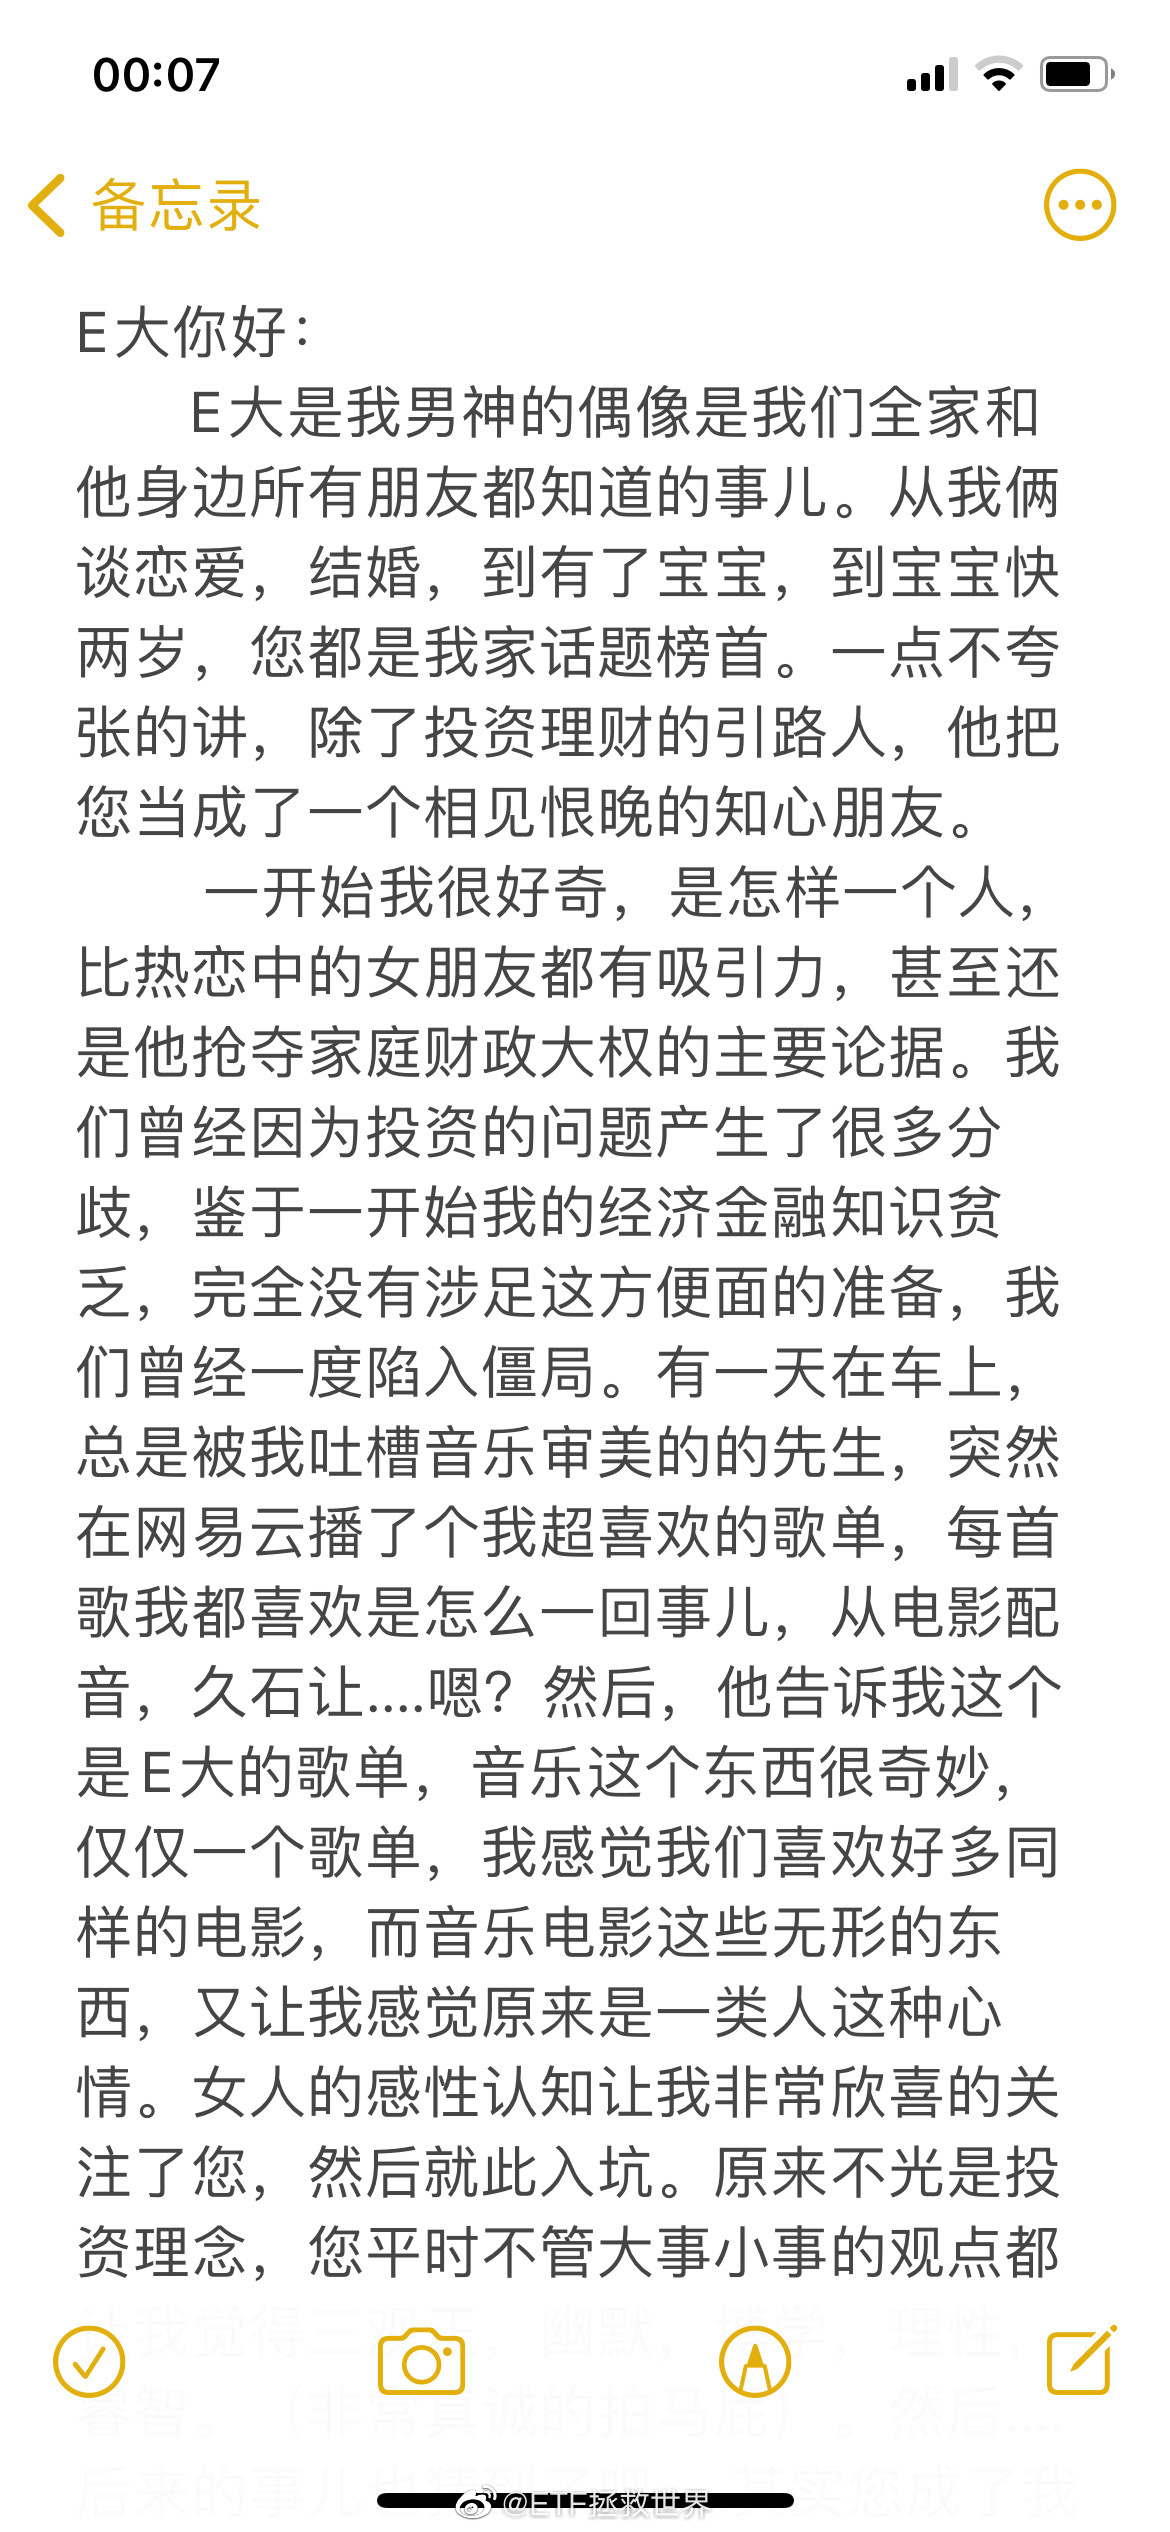 00:07
备忘录
E大你好：
E大是我男神的偶像是我们全家和
他身边所有朋友都知道的事儿。从我俩
谈恋爱，结婚，到有了宝宝，到宝宝快
两岁，您都是我家话题榜首。一点不夸
张的讲，除了投资理财的引路人，他把
您当成了一个相见恨晚的知心朋友。
一开始我很好奇，是怎样一个人，
比热恋中的女朋友都有吸引力，甚至还
是他抢夺家庭财政大权的主要论据。我
们曾经因为投资的问题产生了很多分
歧，鉴于一开始我的经济金融知识贫
乏，完全没有涉足这方便面的准备，我
们曾经一度陷入僵局。有一天在车上，
总是被我吐槽音乐审美的的先生，突然
在网易云播了个我超喜欢的歌单，每首
歌我都喜欢是怎么一回事儿，从电影配
音，久石让....嗯？然后，他告诉我这个
是E大的歌单，音乐这个东西很奇妙，
仅仅一个歌单，我感觉我们喜欢好多同
样的电影，而音乐电影这些无形的东
西，又让我感觉原来是一类人这种心
情。女人的感性认知让我非常欣喜的关
注了您，然后就此入坑。原来不光是投
资理念，您平时不管大事小事的观点都
让我觉得三观正，幽默，博学，理性，
睿智。（非常真诚的拍马屁）。然后....
后来的事儿也猜到了吧，其实您成了我
@ETF拯救世界